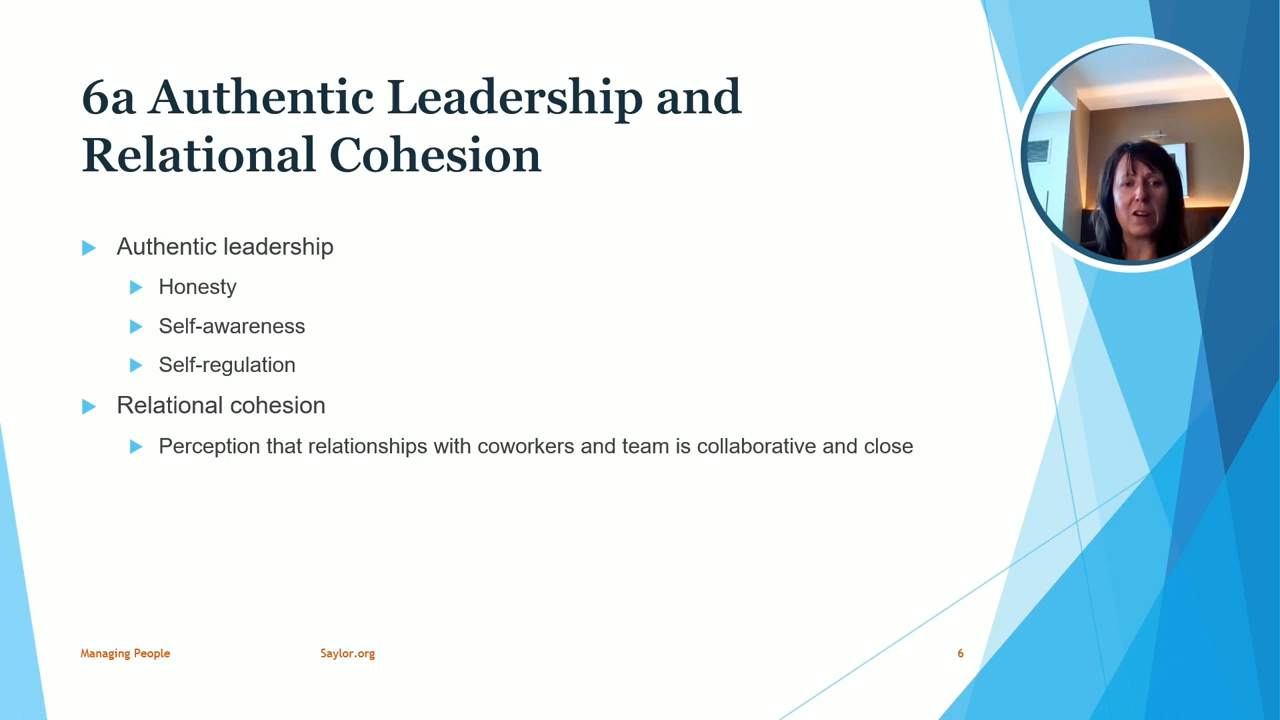 6a Authentic Leadership and
Relational Cohesion
Authentic leadership
Honesty
Self-awareness
Self-regulation
Relational cohesion
Perception that relationships with coworkers and team is collaborative and close
Managing People
Saylor.org
6